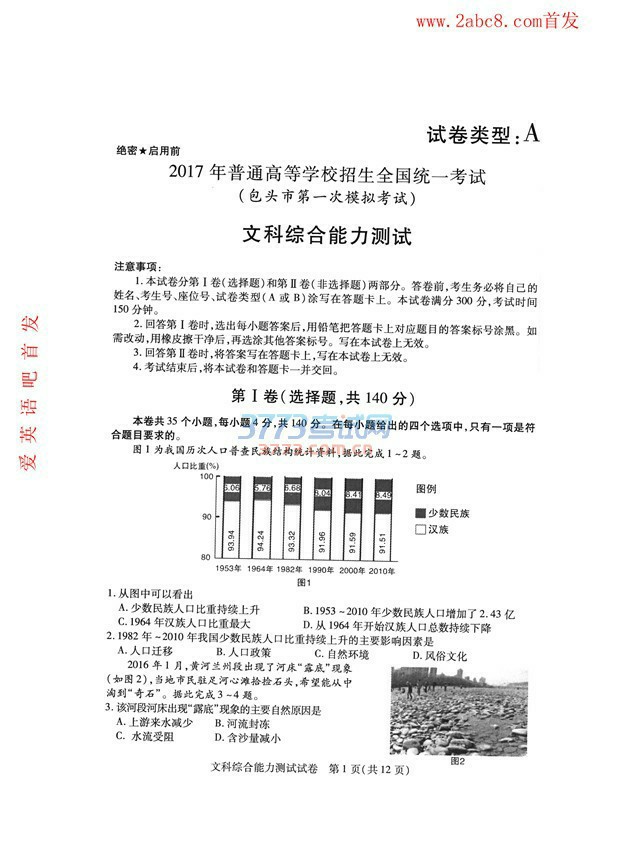 www.2abc8.com首发
试卷类型:A
绝密★启用前
2017年普通高等学校招生全国统一考试
(包头市第一次模拟考试)
文科综合能力测试
注意事项:
1.本试卷分第Ⅰ卷(选择题)和第Ⅱ卷(非选择题)两部分。答卷前,考生务必将自己的
姓名、考生号、座位号、试卷类型(A或B)涂写在答题卡上。本试卷满分300分,考试时间
150分钟。
2.回答第Ⅰ卷时,选出每小题答案后,用铅笔把答题卡上对应题目的答案标号涂黑。如
需改动,用橡皮擦干净后,再选涂其他答案标号。写在本试卷上无效。
3.回答第Ⅱ卷时,将答案写在答题卡上,写在本试卷上无效。
4.考试结束后,将本试卷和答题卡一并交回。
爱英语吧首发
第Ⅰ卷(选择题,共140分)
3773考试网
本卷共35个小题,每小题4分,共140分。在每小题给出的四个选项中,只有一项是符
合题目要求的。
图1为我国历次人口普查民族结构统计资料,据此完成1~2题。
人口比重(%)
100
90
80
6.06 5.76 6.68 8.04 8.41 8.49
93.94 94.24 93.32 91.96 91.59 91.51
1953年 1964年 1982年 1990年 2000年 2010年
图例
少数民族
汉族
图1
1.从图中可以看出
A.少数民族人口比重持续上升 B.1953~2010年少数民族人口增加了2.43亿
C.1964年汉族人口比重最大 D.从1964年开始汉族人口总数持续下降
2.1982年~2010年我国少数民族人口比重持续上升的主要影响因素是
A.人口迁移 B.人口政策 C.自然环境 D.风俗文化
2016年1月,黄河兰州段出现了河床“露底”现象
(如图2),当地市民驻足河心滩拾捡石头,希望能从中
淘到“奇石”。据此完成3~4题。
3.该河段河床出现“露底”现象的主要自然原因是
A.上游来水减少 B.河流封冻
C.水流受阻 D.含沙量减小
图2
文科综合能力测试试卷 第1页(共12页)